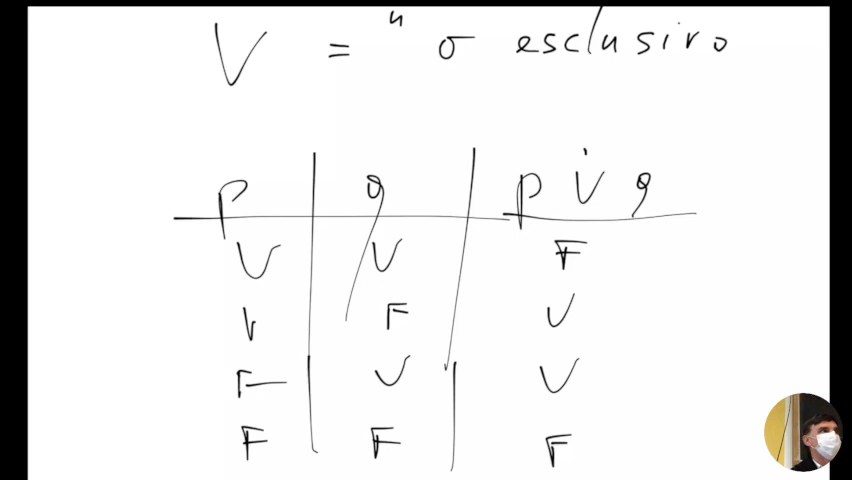 V = " o esclusivo
p q p V̇ q
V V F
V F V
F V V
F F F